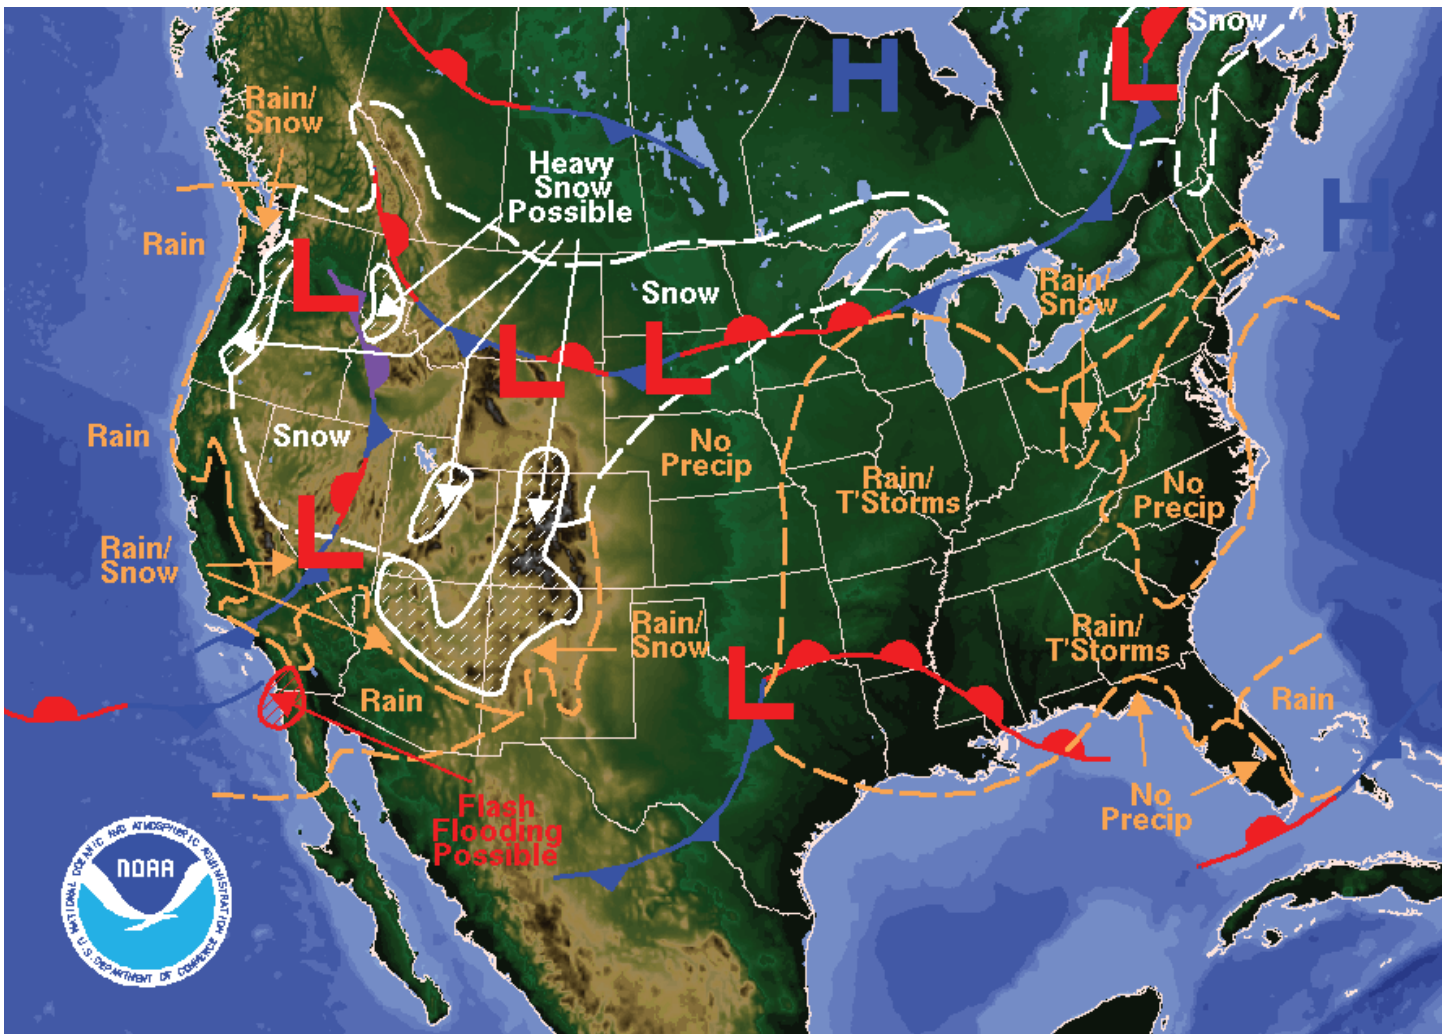 Snow
H
L
Rain/
Snow
Heavy
Snow
Possible
H
Rain
L
Snow
Rain/
Snow
L
L
Rain
Snow
No
Precip
Rain/
T'Storms
No
Precip
L
Rain/
Snow
Rain/
Snow
Rain/
T'Storms
L
Rain
Rain
No
Precip
Flash
Flooding
Possible
NATIONAL OCEANIC AND ATMOSPHERIC ADMINISTRATION
NOAA
U.S. DEPARTMENT OF COMMERCE